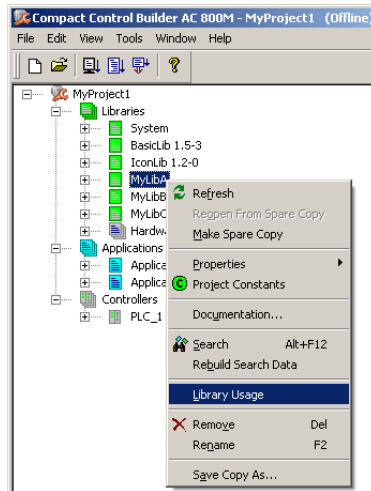 Compact Control Builder AC 800M - MyProject1 (Offline)
File Edit View Tools Window Help
MyProject1
Libraries
System
BasicLib 1.5-3
IconLib 1.2-0
MyLibA
MyLibB
MyLibC
Hardw
Applications
Applica
Applica
Controllers
PLC_1
Refresh
Reopen From Spare Copy
Make Spare Copy
Properties
Project Constants
Documentation...
Search Alt+F12
Rebuild Search Data
Library Usage
Remove Del
Rename F2
Save Copy As...